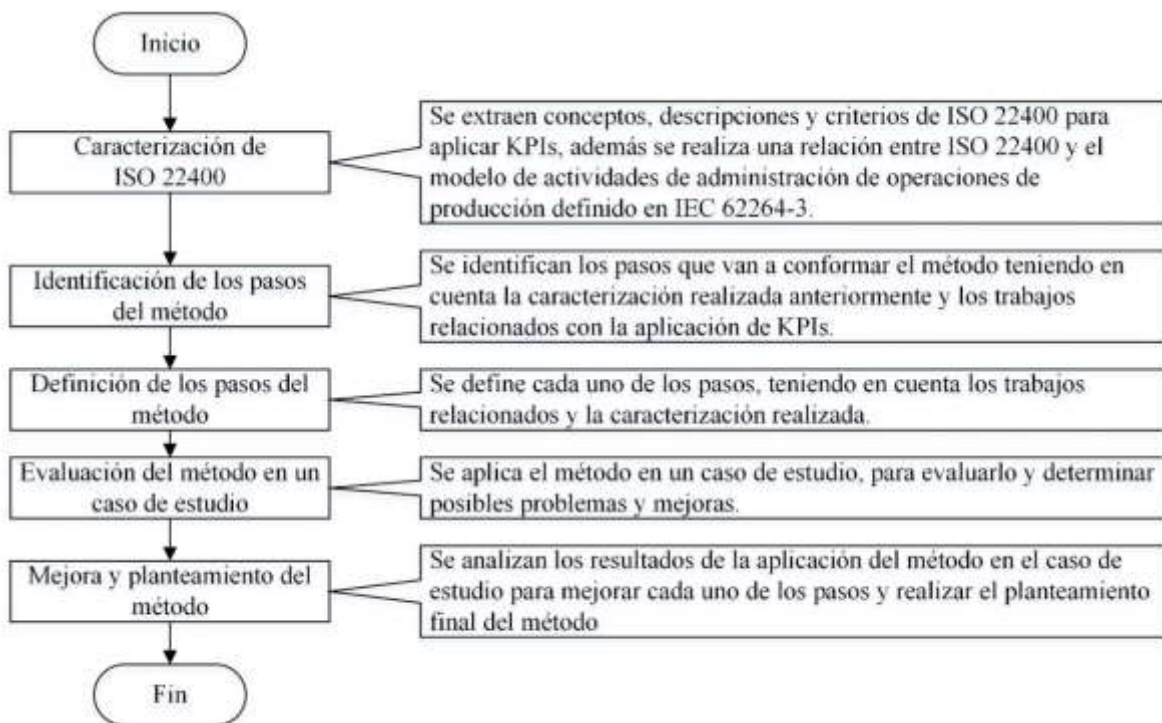 Inicio
Caracterización de
ISO 22400
Se extraen conceptos, descripciones y criterios de ISO 22400 para
aplicar KPIs, además se realiza una relación entre ISO 22400 y el
modelo de actividades de administración de operaciones de
producción definido en IEC 62264-3.
Identificación de los pasos
del método
Se identifican los pasos que van a conformar el método teniendo en
cuenta la caracterización realizada anteriormente y los trabajos
relacionados con la aplicación de KPIs.
Definición de los pasos del
método
Se define cada uno de los pasos, teniendo en cuenta los trabajos
relacionados y la caracterización realizada.
Evaluación del método en un
caso de estudio
Se aplica el método en un caso de estudio, para evaluarlo y determinar
posibles problemas y mejoras.
Mejora y planteamiento del
método
Se analizan los resultados de la aplicación del método en el caso de
estudio para mejorar cada uno de los pasos y realizar el planteamiento
final del método
Fin